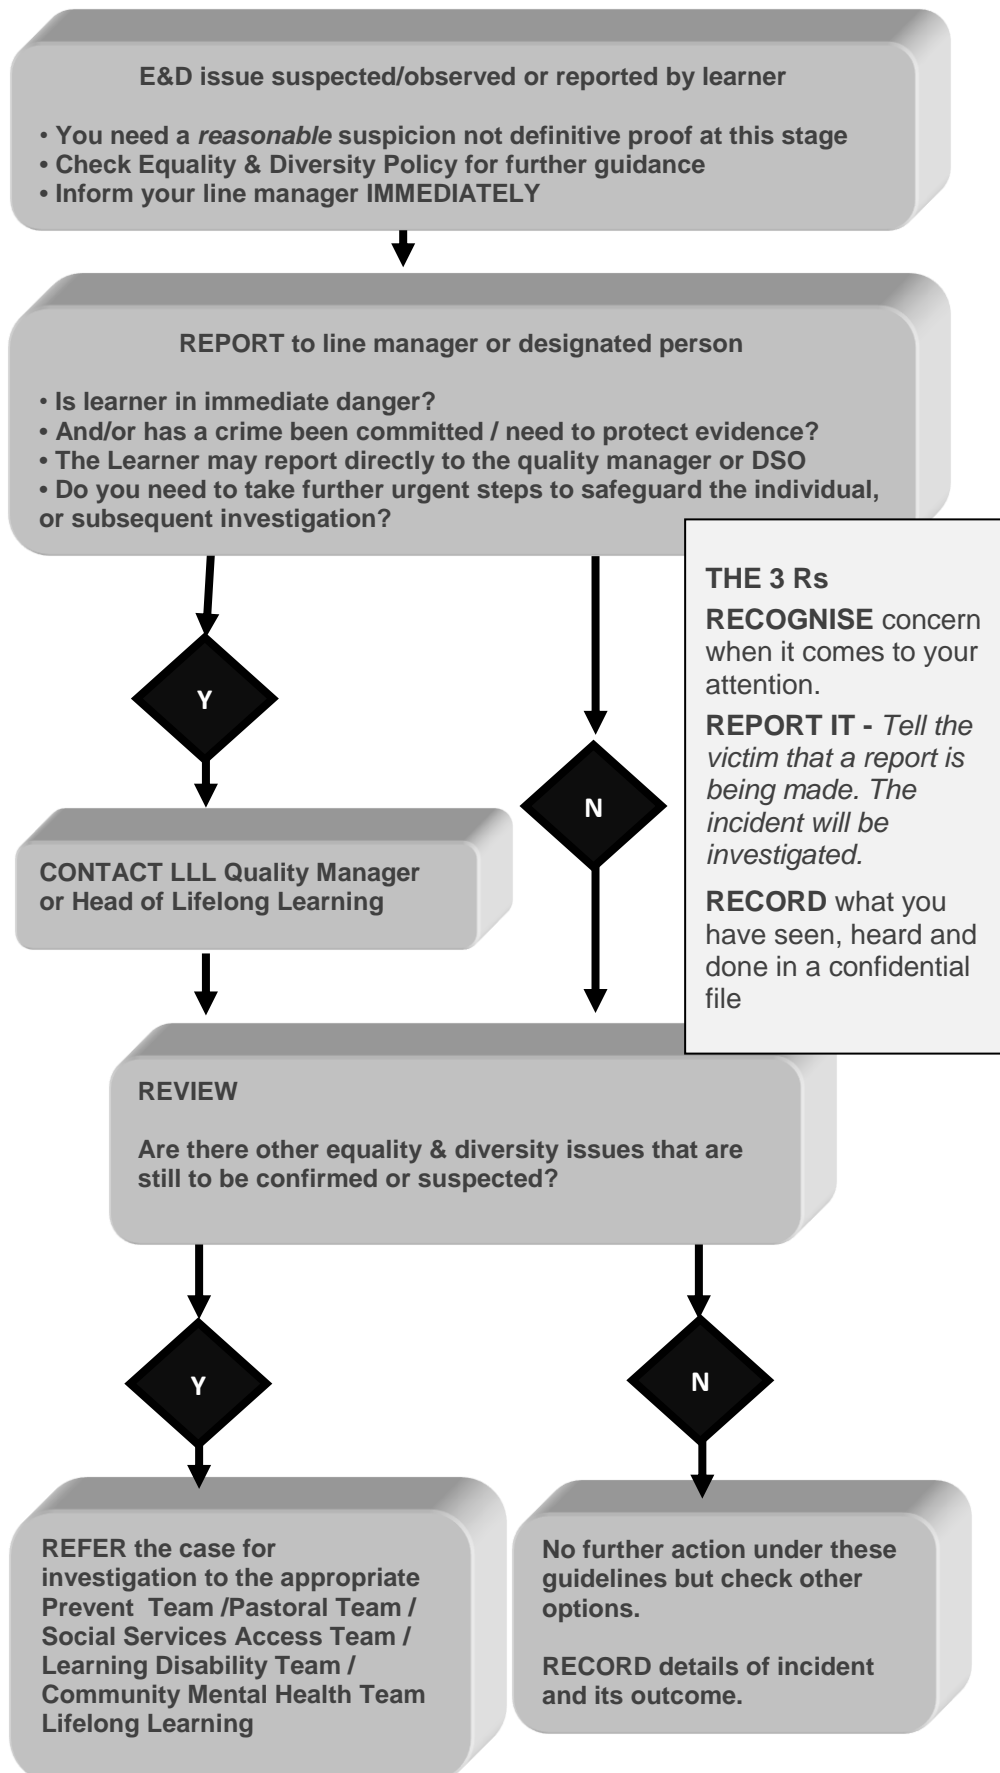 E&D issue suspected/observed or reported by learner
• You need a reasonable suspicion not definitive proof at this stage
• Check Equality & Diversity Policy for further guidance
• Inform your line manager IMMEDIATELY
REPORT to line manager or designated person
• Is learner in immediate danger?
• And/or has a crime been committed / need to protect evidence?
• The Learner may report directly to the quality manager or DSO
• Do you need to take further urgent steps to safeguard the individual,
or subsequent investigation?
THE 3 Rs
RECOGNISE concern
when it comes to your
attention.
REPORT IT - Tell the
victim that a report is
being made. The
incident will be
investigated.
RECORD what you
have seen, heard and
done in a confidential
file
Y
N
CONTACT LLL Quality Manager
or Head of Lifelong Learning
REVIEW
Are there other equality & diversity issues that are
still to be confirmed or suspected?
Y
N
REFER the case for
investigation to the appropriate
Prevent  Team /Pastoral Team /
Social Services Access Team /
Learning Disability Team /
Community Mental Health Team
Lifelong Learning
No further action under these
guidelines but check other
options.
RECORD details of incident
and its outcome.